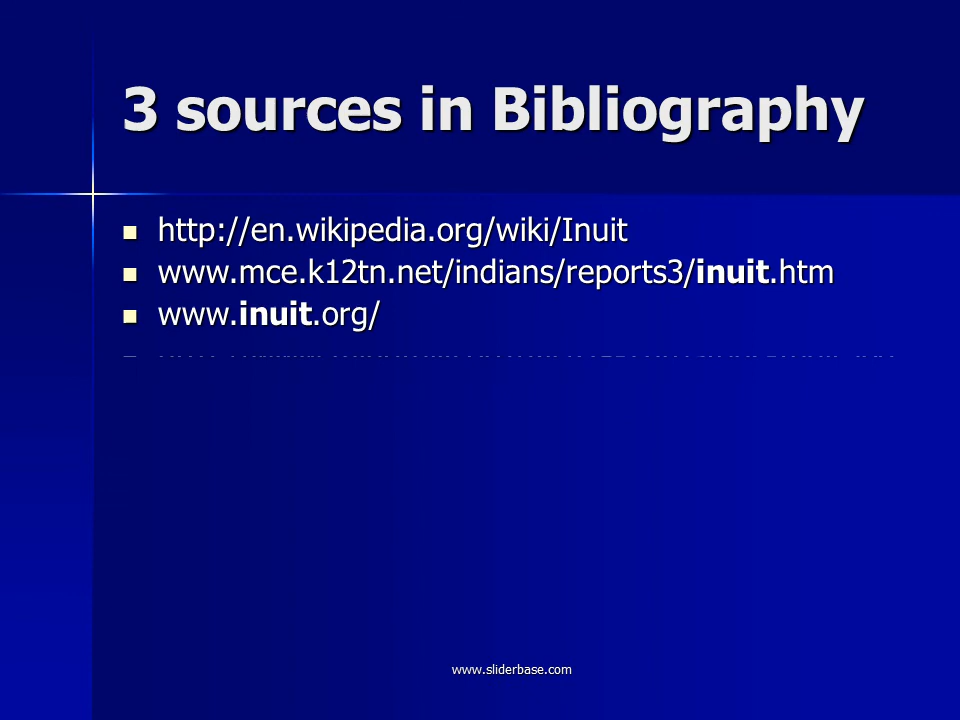 3 sources in Bibliography
http://en.wikipedia.org/wiki/Inuit
www.mce.k12tn.net/indians/reports3/inuit.htm
www.inuit.org/
www.sliderbase.com